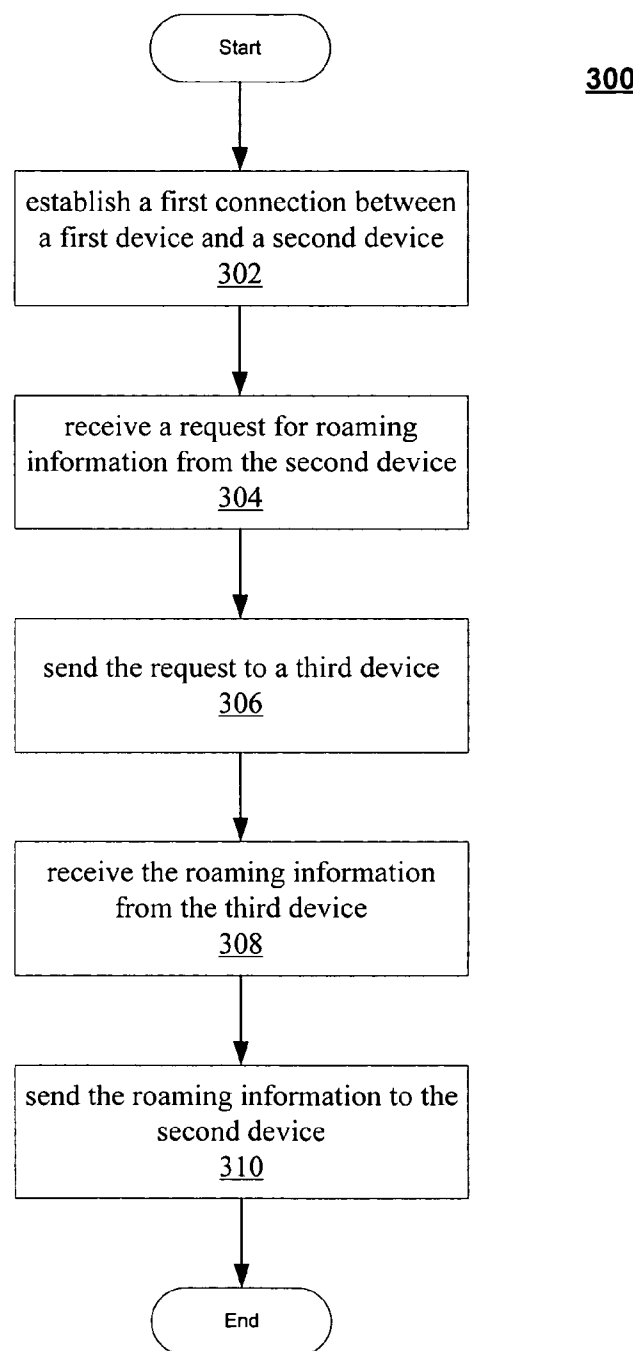 Start
300
establish a first connection between
a first device and a second device
302
receive a request for roaming
information from the second device
304
send the request to a third device
306
receive the roaming information
from the third device
308
send the roaming information to the
second device
310
End